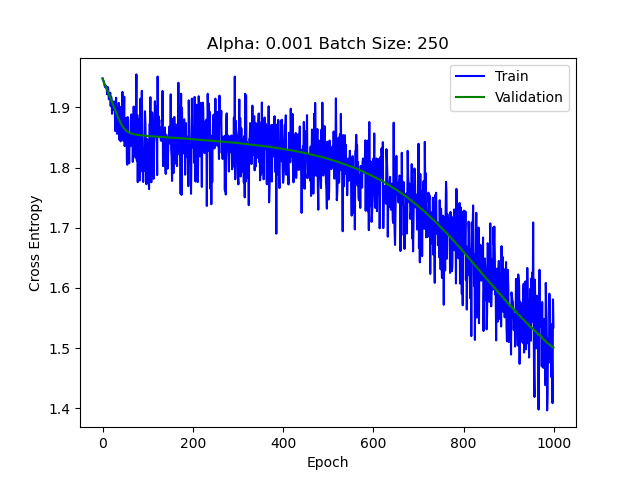 Alpha: 0.001 Batch Size: 250
Train
Validation
Cross Entropy
1.9
1.8
1.7
1.6
1.5
1.4
0 200 400 600 800 1000
Epoch